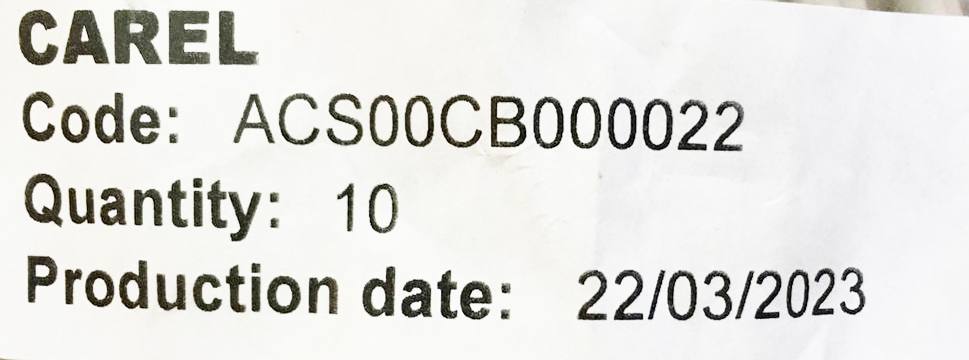 CAREL
Code: ACS00CB000022
Quantity: 10
Production date: 22/03/2023